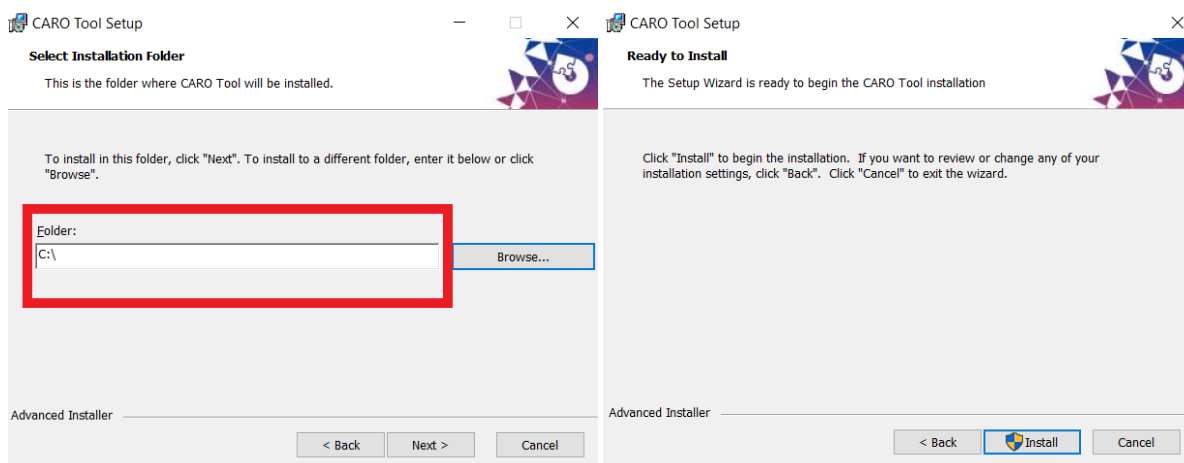 CARO Tool Setup
Select Installation Folder
This is the folder where CARO Tool will be installed.
To install in this folder, click "Next". To install to a different folder, enter it below or click
"Browse".
Folder:
C:\
Browse...
Advanced Installer
< Back
Next >
Cancel
CARO Tool Setup
Ready to Install
The Setup Wizard is ready to begin the CARO Tool installation
Click "Install" to begin the installation. If you want to review or change any of your
installation settings, click "Back". Click "Cancel" to exit the wizard.
Advanced Installer
< Back
Install
Cancel